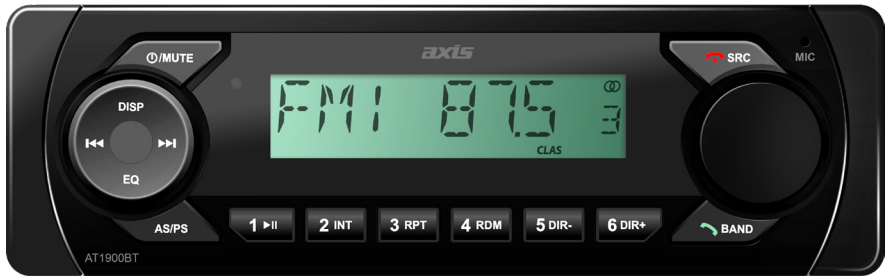 axis
⏻/MUTE
SRC
MIC
DISP
EQ
FM1 87.5
3
CLAS
AS/PS
1 ▶II
2 INT
3 RPT
4 RDM
5 DIR-
6 DIR+
BAND
AT1900BT